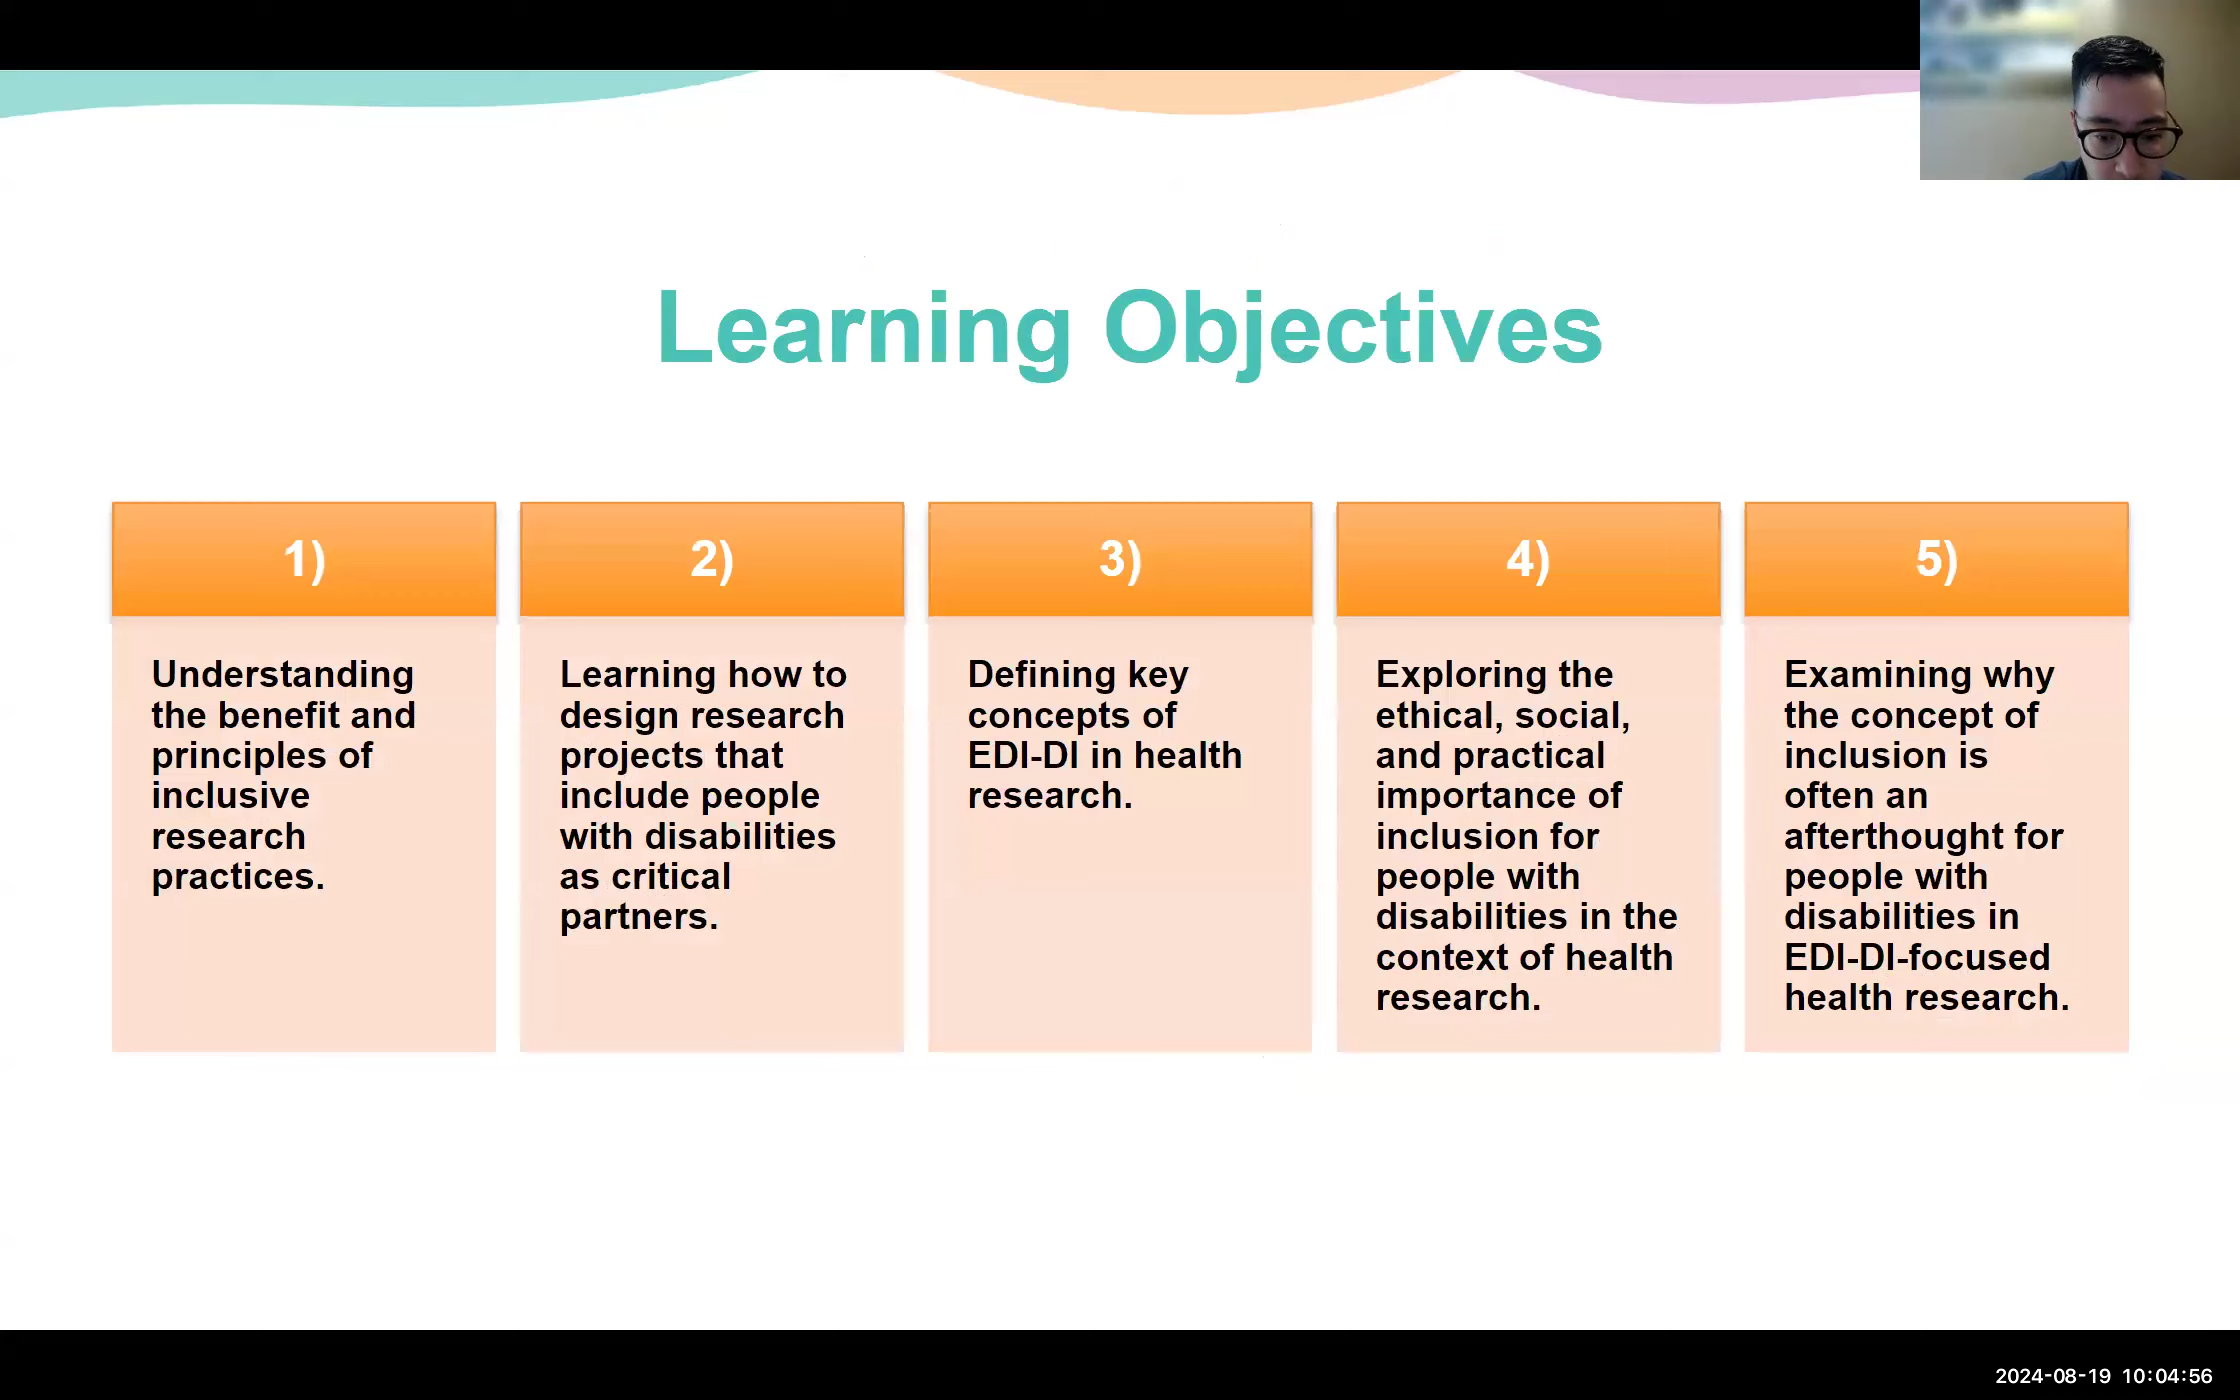 Learning Objectives
1)
Understanding
the benefit and
principles of
inclusive
research
practices.
2)
Learning how to
design research
projects that
include people
with disabilities
as critical
partners.
3)
Defining key
concepts of
EDI-DI in health
research.
4)
Exploring the
ethical, social,
and practical
importance of
inclusion for
people with
disabilities in the
context of health
research.
5)
Examining why
the concept of
inclusion is
often an
afterthought for
people with
disabilities in
EDI-DI-focused
health research.
2024-08-19 10:04:56